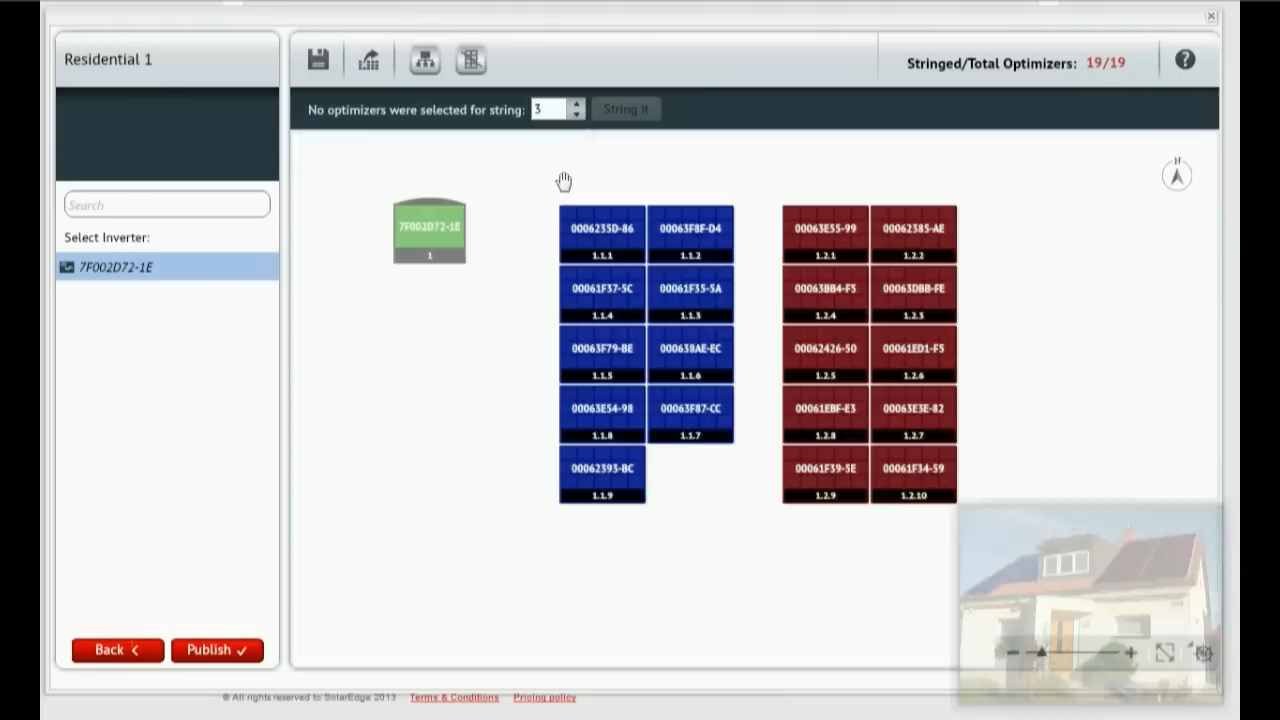 Residential 1
Stringed/Total Optimizers: 19/19
No optimizers were selected for string: 3 String it
Search
Select Inverter:
7F002D72-1E
N
7F002D72-1E
1
0006235D-86 00063F8F-D4 00063E55-99 00062385-AE
1.1.1 1.1.2 1.2.1 1.2.2
00061F37-5C 00061F35-5A 00063BB4-F5 00063DBB-FE
1.1.4 1.1.3 1.2.4 1.2.3
00063F79-BE 000638AE-EC 00062426-50 00061ED1-F5
1.1.5 1.1.6 1.2.5 1.2.6
00063E54-98 00063F87-CC 00061EBF-E3 00063E3E-82
1.1.8 1.1.7 1.2.8 1.2.7
00062393-BC 00061F39-5E 00061F34-59
1.1.9 1.2.9 1.2.10
Back Publish
© All rights reserved to SolarEdge 2013 Terms & Conditions Pricing policy